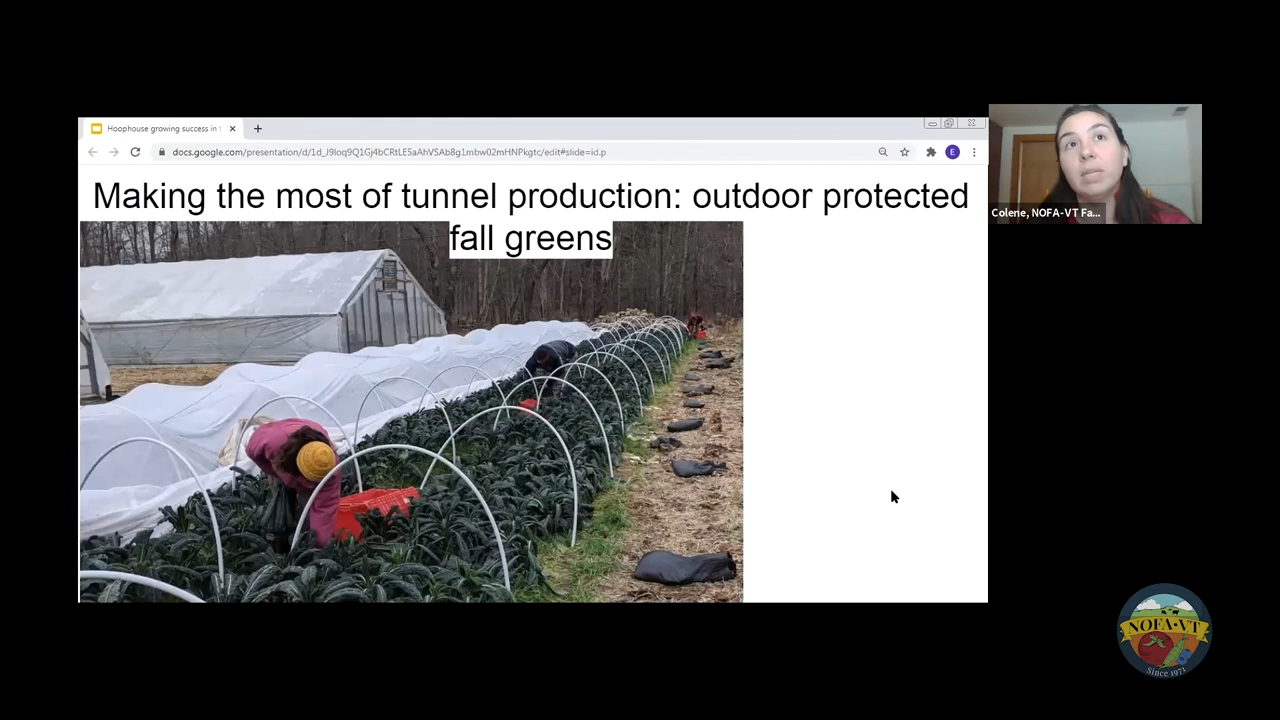 Hoophouse growing success in t
docs.google.com/presentation/d/1d_J9loq9Q1Gj4bCRtLE5aAhVSAb8g1mbw02mHNPkgtc/edit#slide=id.p
E
Making the most of tunnel production: outdoor protected
fall greens
Colene, NOFA-VT Fa...
NOFA•VT
Since 1971